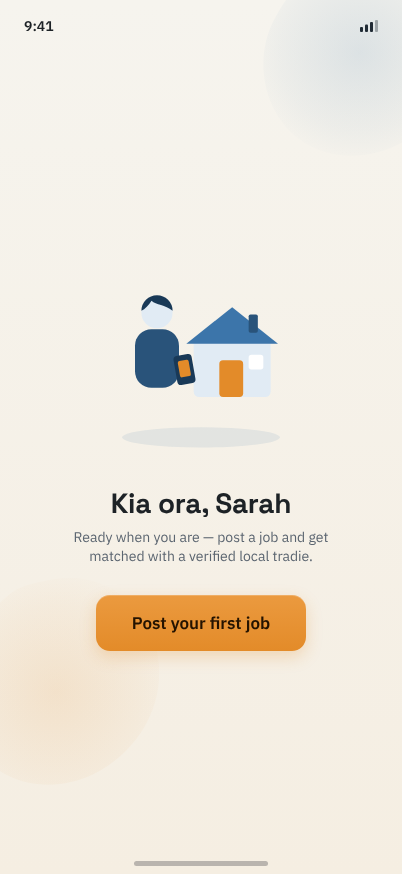 9:41
Kia ora, Sarah
Ready when you are — post a job and get
matched with a verified local tradie.
Post your first job